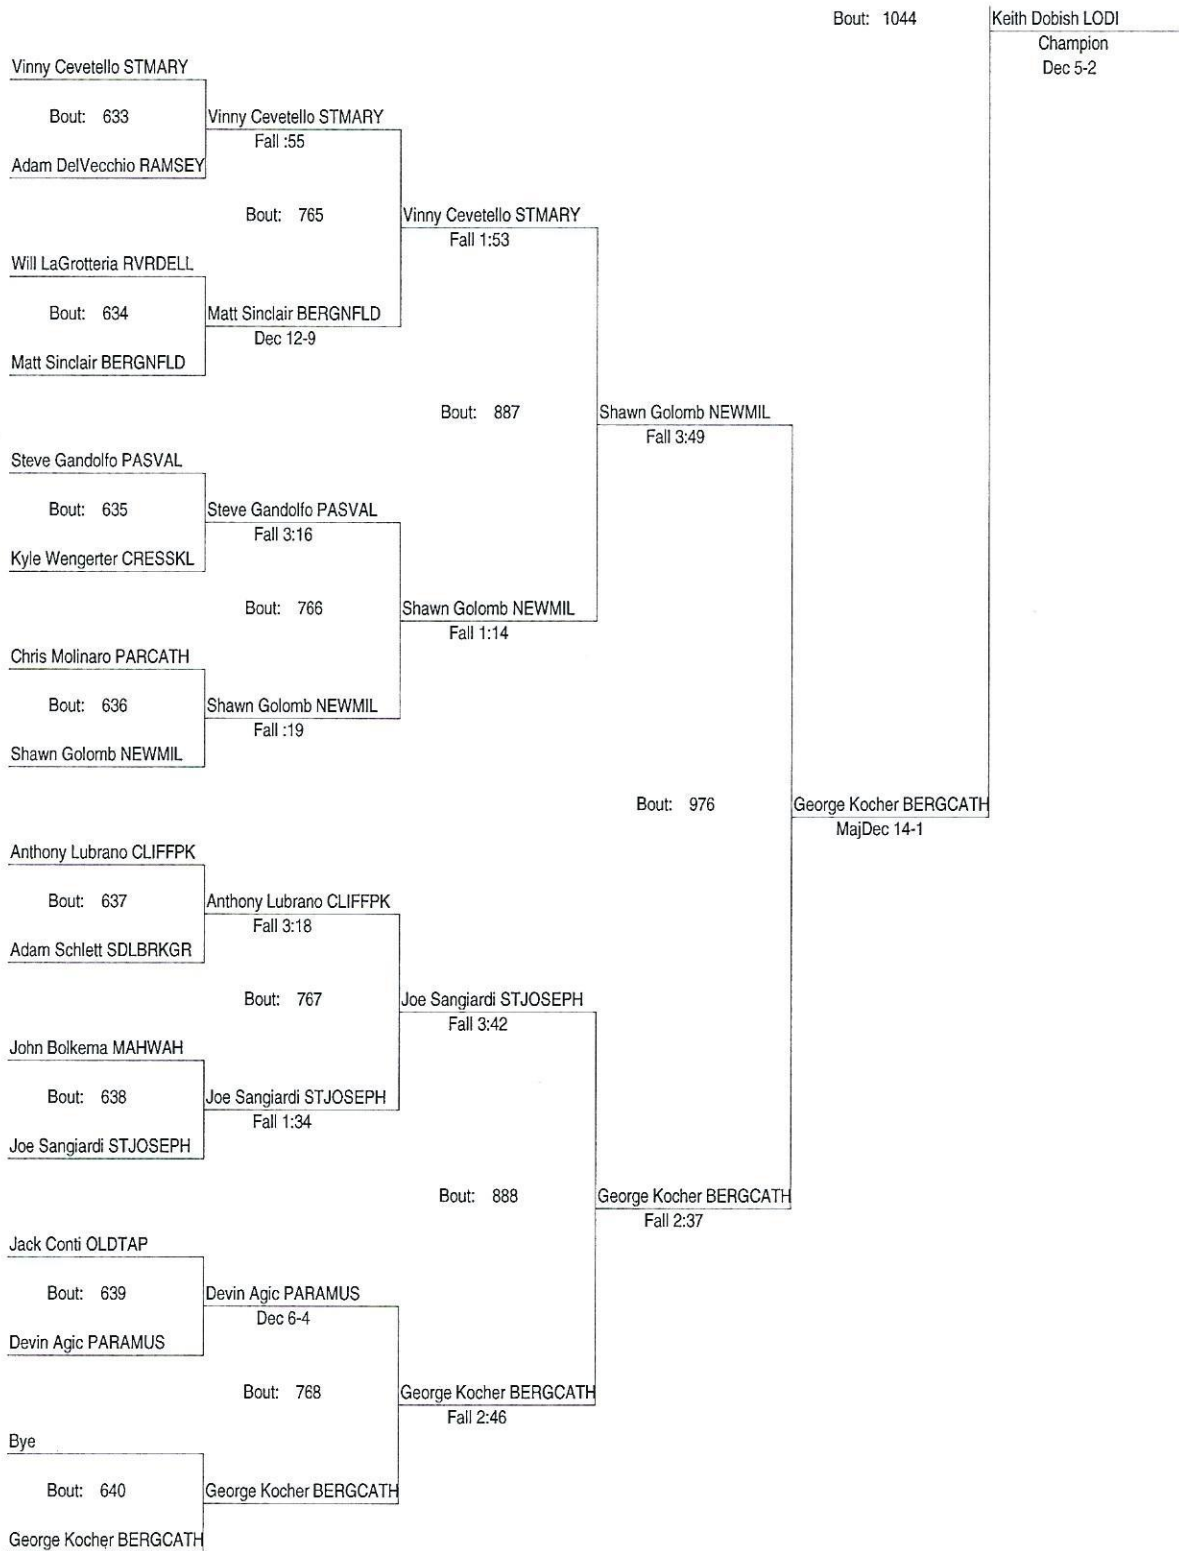 Bout: 1044
Keith Dobish LODI
Champion
Dec 5-2
Vinny Cevetello STMARY
Bout: 633
Vinny Cevetello STMARY
Fall :55
Adam DelVecchio RAMSEY
Bout: 765
Vinny Cevetello STMARY
Fall 1:53
Will LaGrotteria RVRDELL
Bout: 634
Matt Sinclair BERGNFLD
Dec 12-9
Matt Sinclair BERGNFLD
Bout: 887
Shawn Golomb NEWMIL
Fall 3:49
Steve Gandolfo PASVAL
Bout: 635
Steve Gandolfo PASVAL
Fall 3:16
Kyle Wengerter CRESSKL
Bout: 766
Shawn Golomb NEWMIL
Fall 1:14
Chris Molinaro PARCATH
Bout: 636
Shawn Golomb NEWMIL
Fall :19
Shawn Golomb NEWMIL
Bout: 976
George Kocher BERGCATH
MajDec 14-1
Anthony Lubrano CLIFFPK
Bout: 637
Anthony Lubrano CLIFFPK
Fall 3:18
Adam Schlett SDLBRKGR
Bout: 767
Joe Sangiardi STJOSEPH
Fall 3:42
John Bolkema MAHWAH
Bout: 638
Joe Sangiardi STJOSEPH
Fall 1:34
Joe Sangiardi STJOSEPH
Bout: 888
George Kocher BERGCATH
Fall 2:37
Jack Conti OLDTAP
Bout: 639
Devin Agic PARAMUS
Dec 6-4
Devin Agic PARAMUS
Bout: 768
George Kocher BERGCATH
Fall 2:46
Bye
Bout: 640
George Kocher BERGCATH
George Kocher BERGCATH